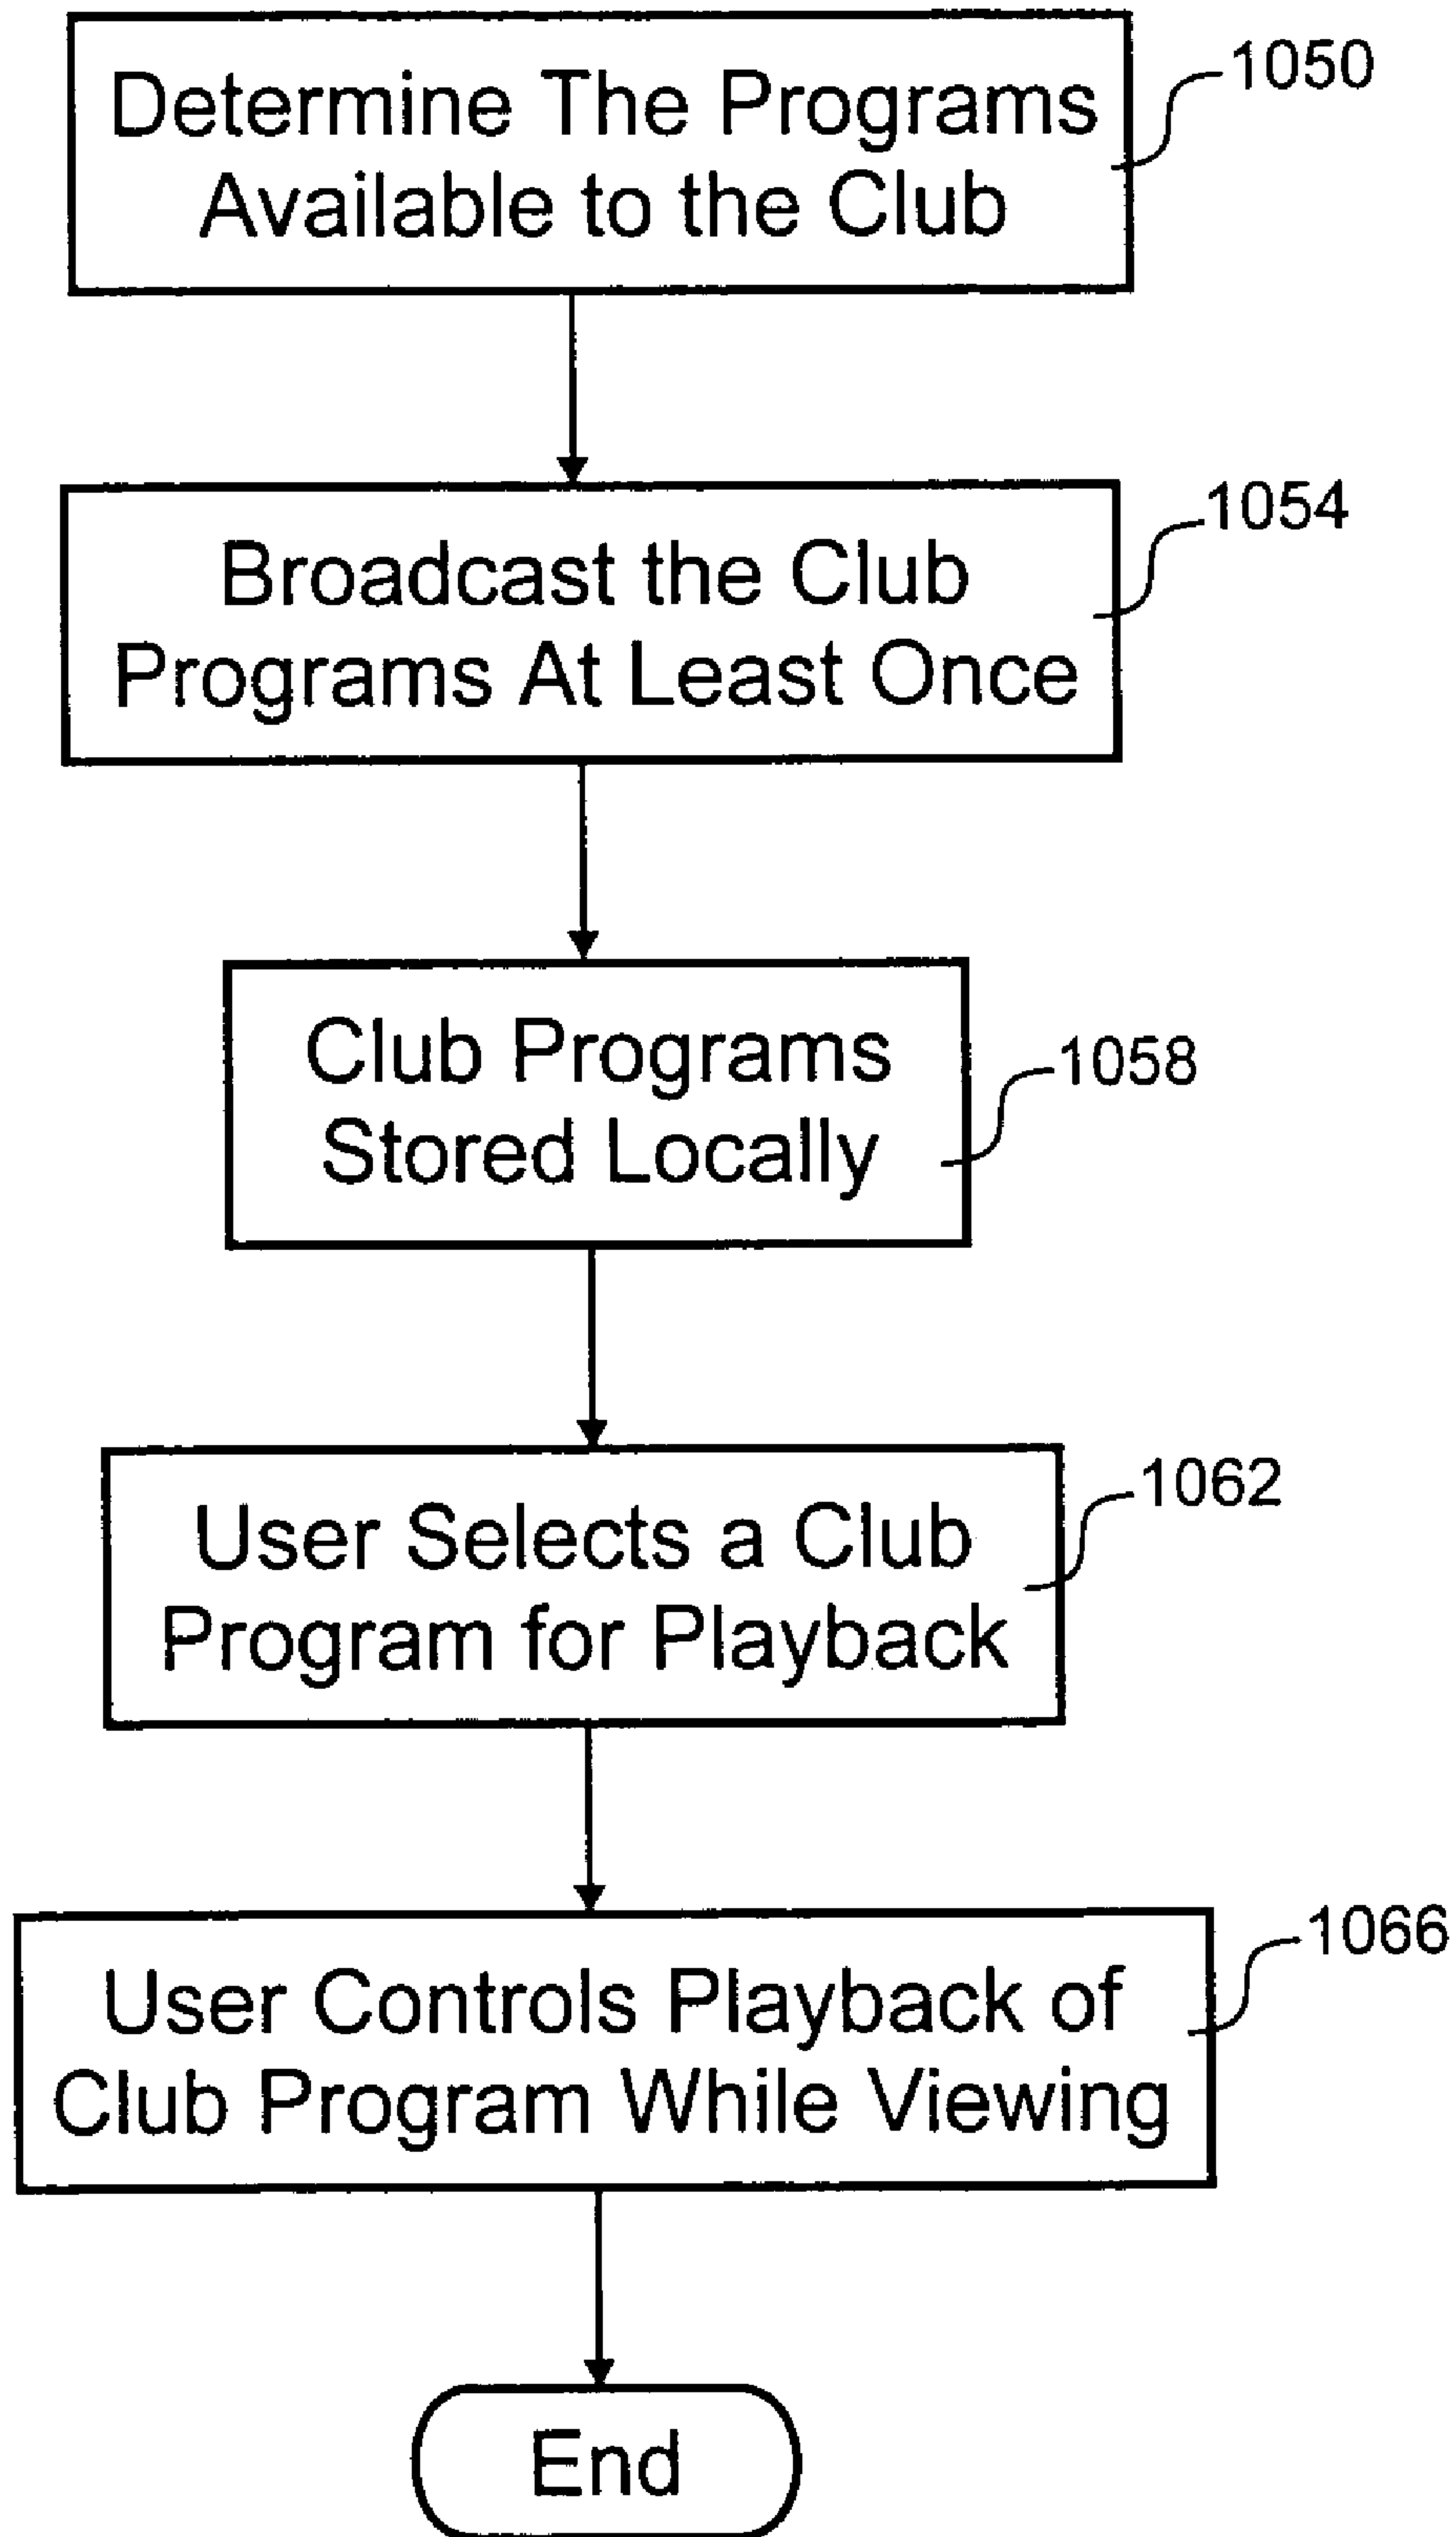 Determine The Programs
Available to the Club
1050
Broadcast the Club
Programs At Least Once
1054
Club Programs
Stored Locally
1058
User Selects a Club
Program for Playback
1062
User Controls Playback of
Club Program While Viewing
1066
End